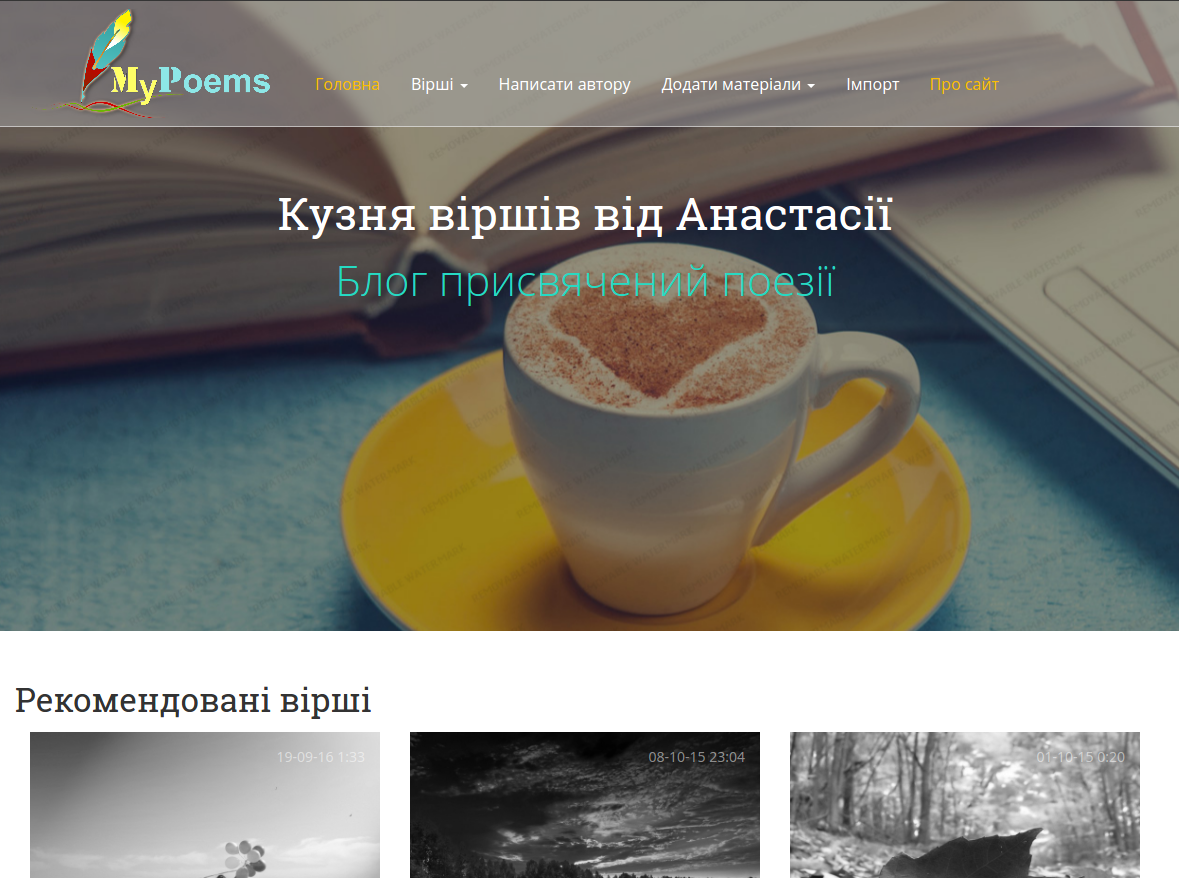 MyPoems
Головна Вірші Написати автору Додати матеріали Імпорт Про сайт
Кузня віршів від Анастасії
Блог присвячений поезії
Рекомендовані вірші
19-09-16 1:33 08-10-15 23:04 01-10-15 0:20